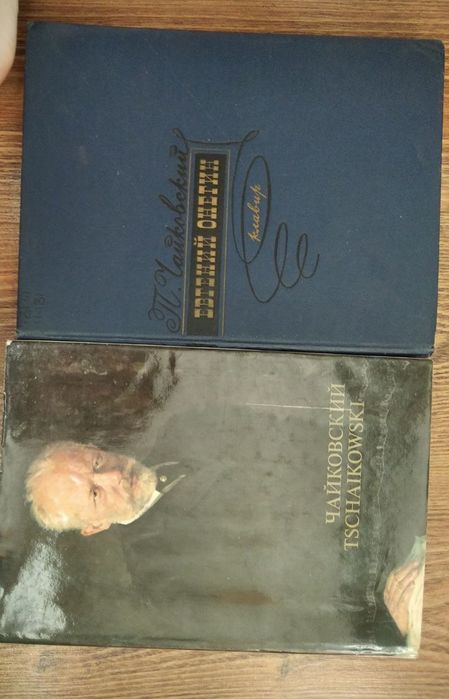 П. Чайковский
ЕВГЕНИЙ ОНЕГИН
клавир
ЧАЙКОВСКИЙ
TSCHAIKOWSKI